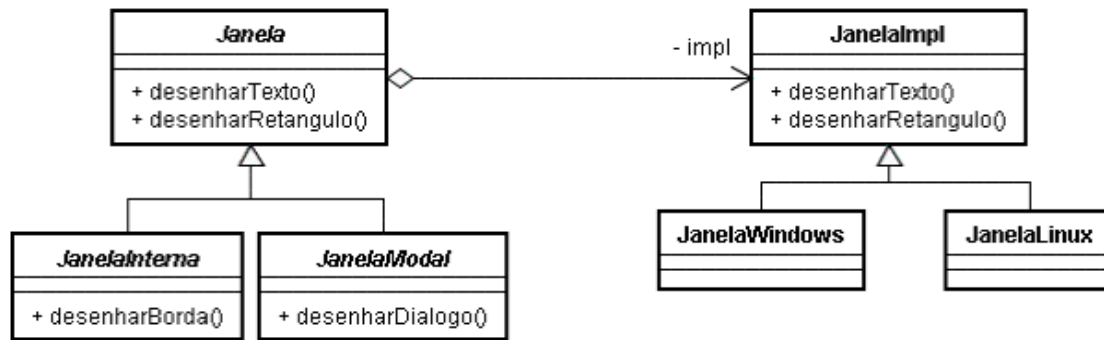 Janela
+ desenharTexto()
+ desenharRetangulo()
- impl
JanelaImpl
+ desenharTexto()
+ desenharRetangulo()
JanelaInterna
+ desenharBorda()
JanelaModal
+ desenharDialogo()
JanelaWindows
JanelaLinux